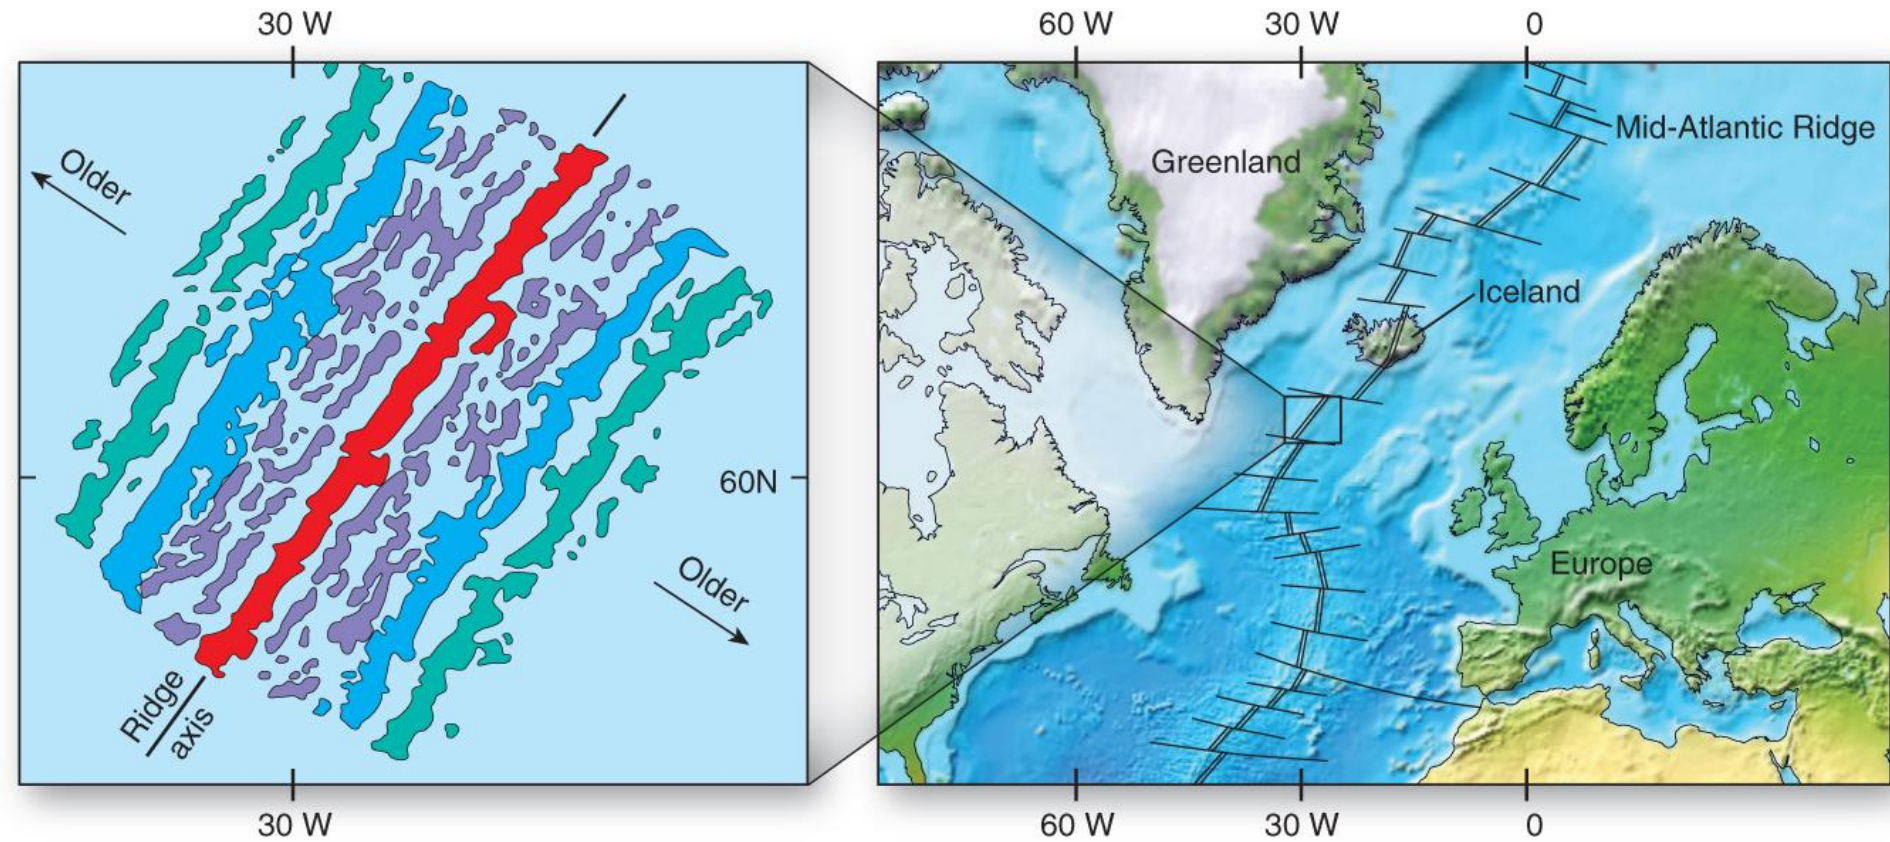 30 W
Older
60N
Older
Ridge
axis
30 W
60 W
30 W
0
Mid-Atlantic Ridge
Greenland
Iceland
Europe
60 W
30 W
0